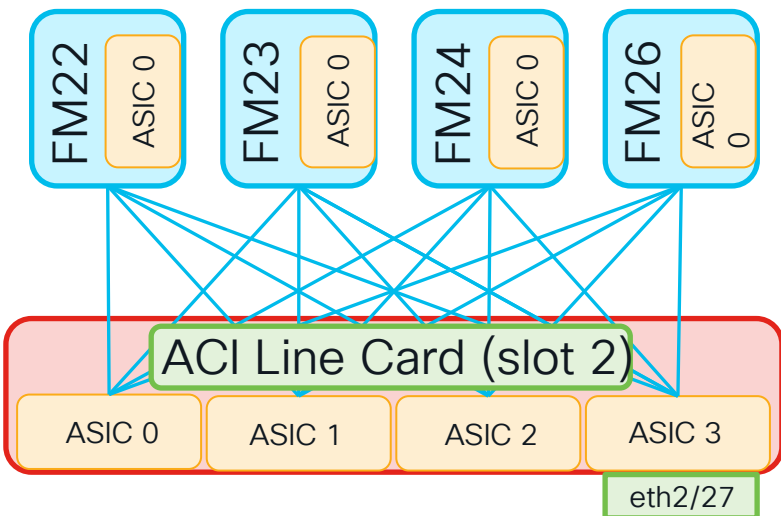 FM22
ASIC 0
FM23
ASIC 0
FM24
ASIC 0
FM26
ASIC
0
ACI Line Card (slot 2)
ASIC 0
ASIC 1
ASIC 2
ASIC 3
eth2/27